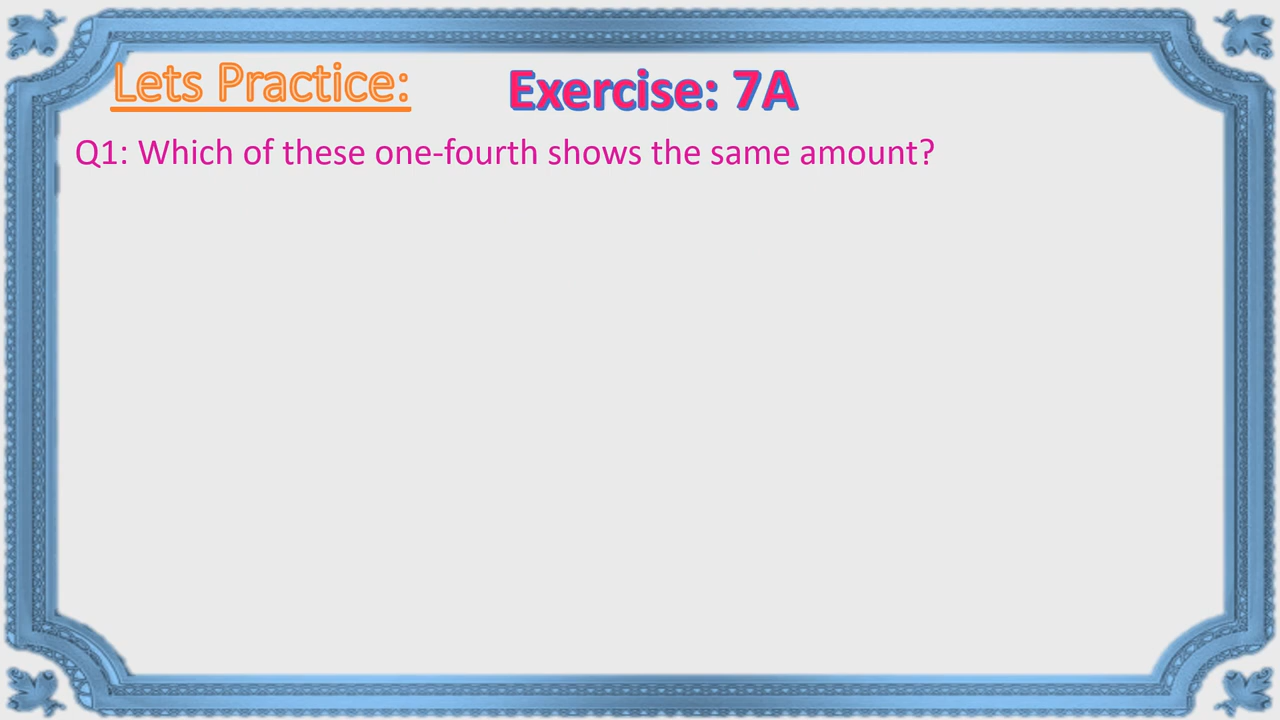 Lets Practice:
Exercise: 7A
Q1: Which of these one-fourth shows the same amount?